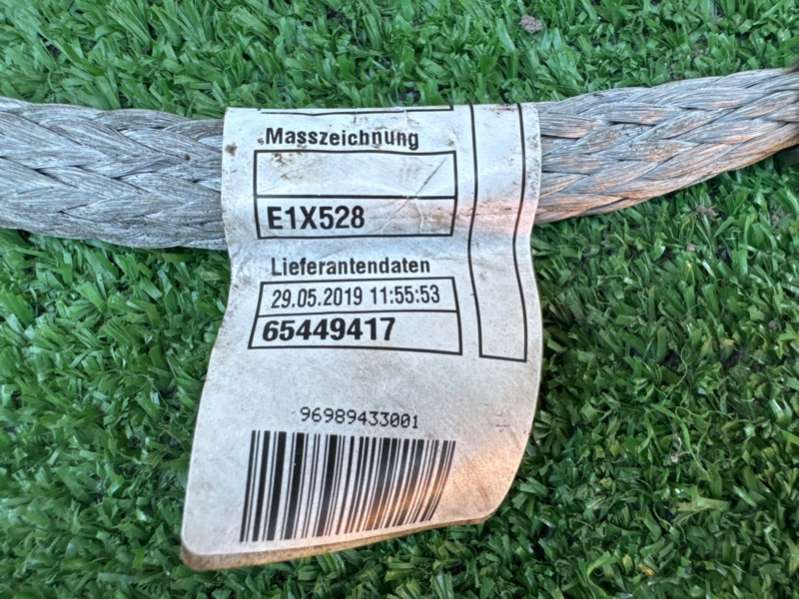 Masszeichnung
E1X528
Lieferantendaten
29.05.2019 11:55:53
65449417
96989433001